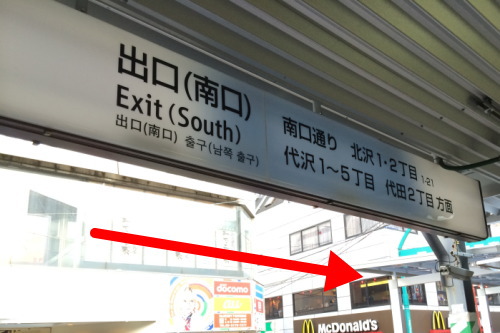 出口(南口)
Exit(South)
出口(南口) 출구(남쪽 출구)
南口通り 北沢1・2丁目 1-21
代沢1～5丁目 代田2丁目 方面
docomo
McDonald's